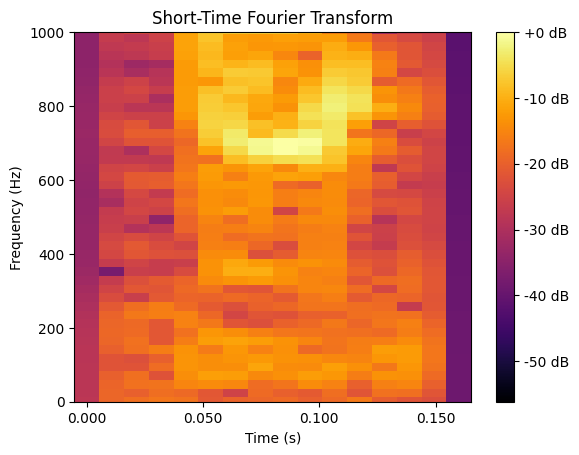 Short-Time Fourier Transform
1000
800
600
400
200
0
Frequency (Hz)
0.000
0.050
0.100
0.150
Time (s)
+0 dB
-10 dB
-20 dB
-30 dB
-40 dB
-50 dB